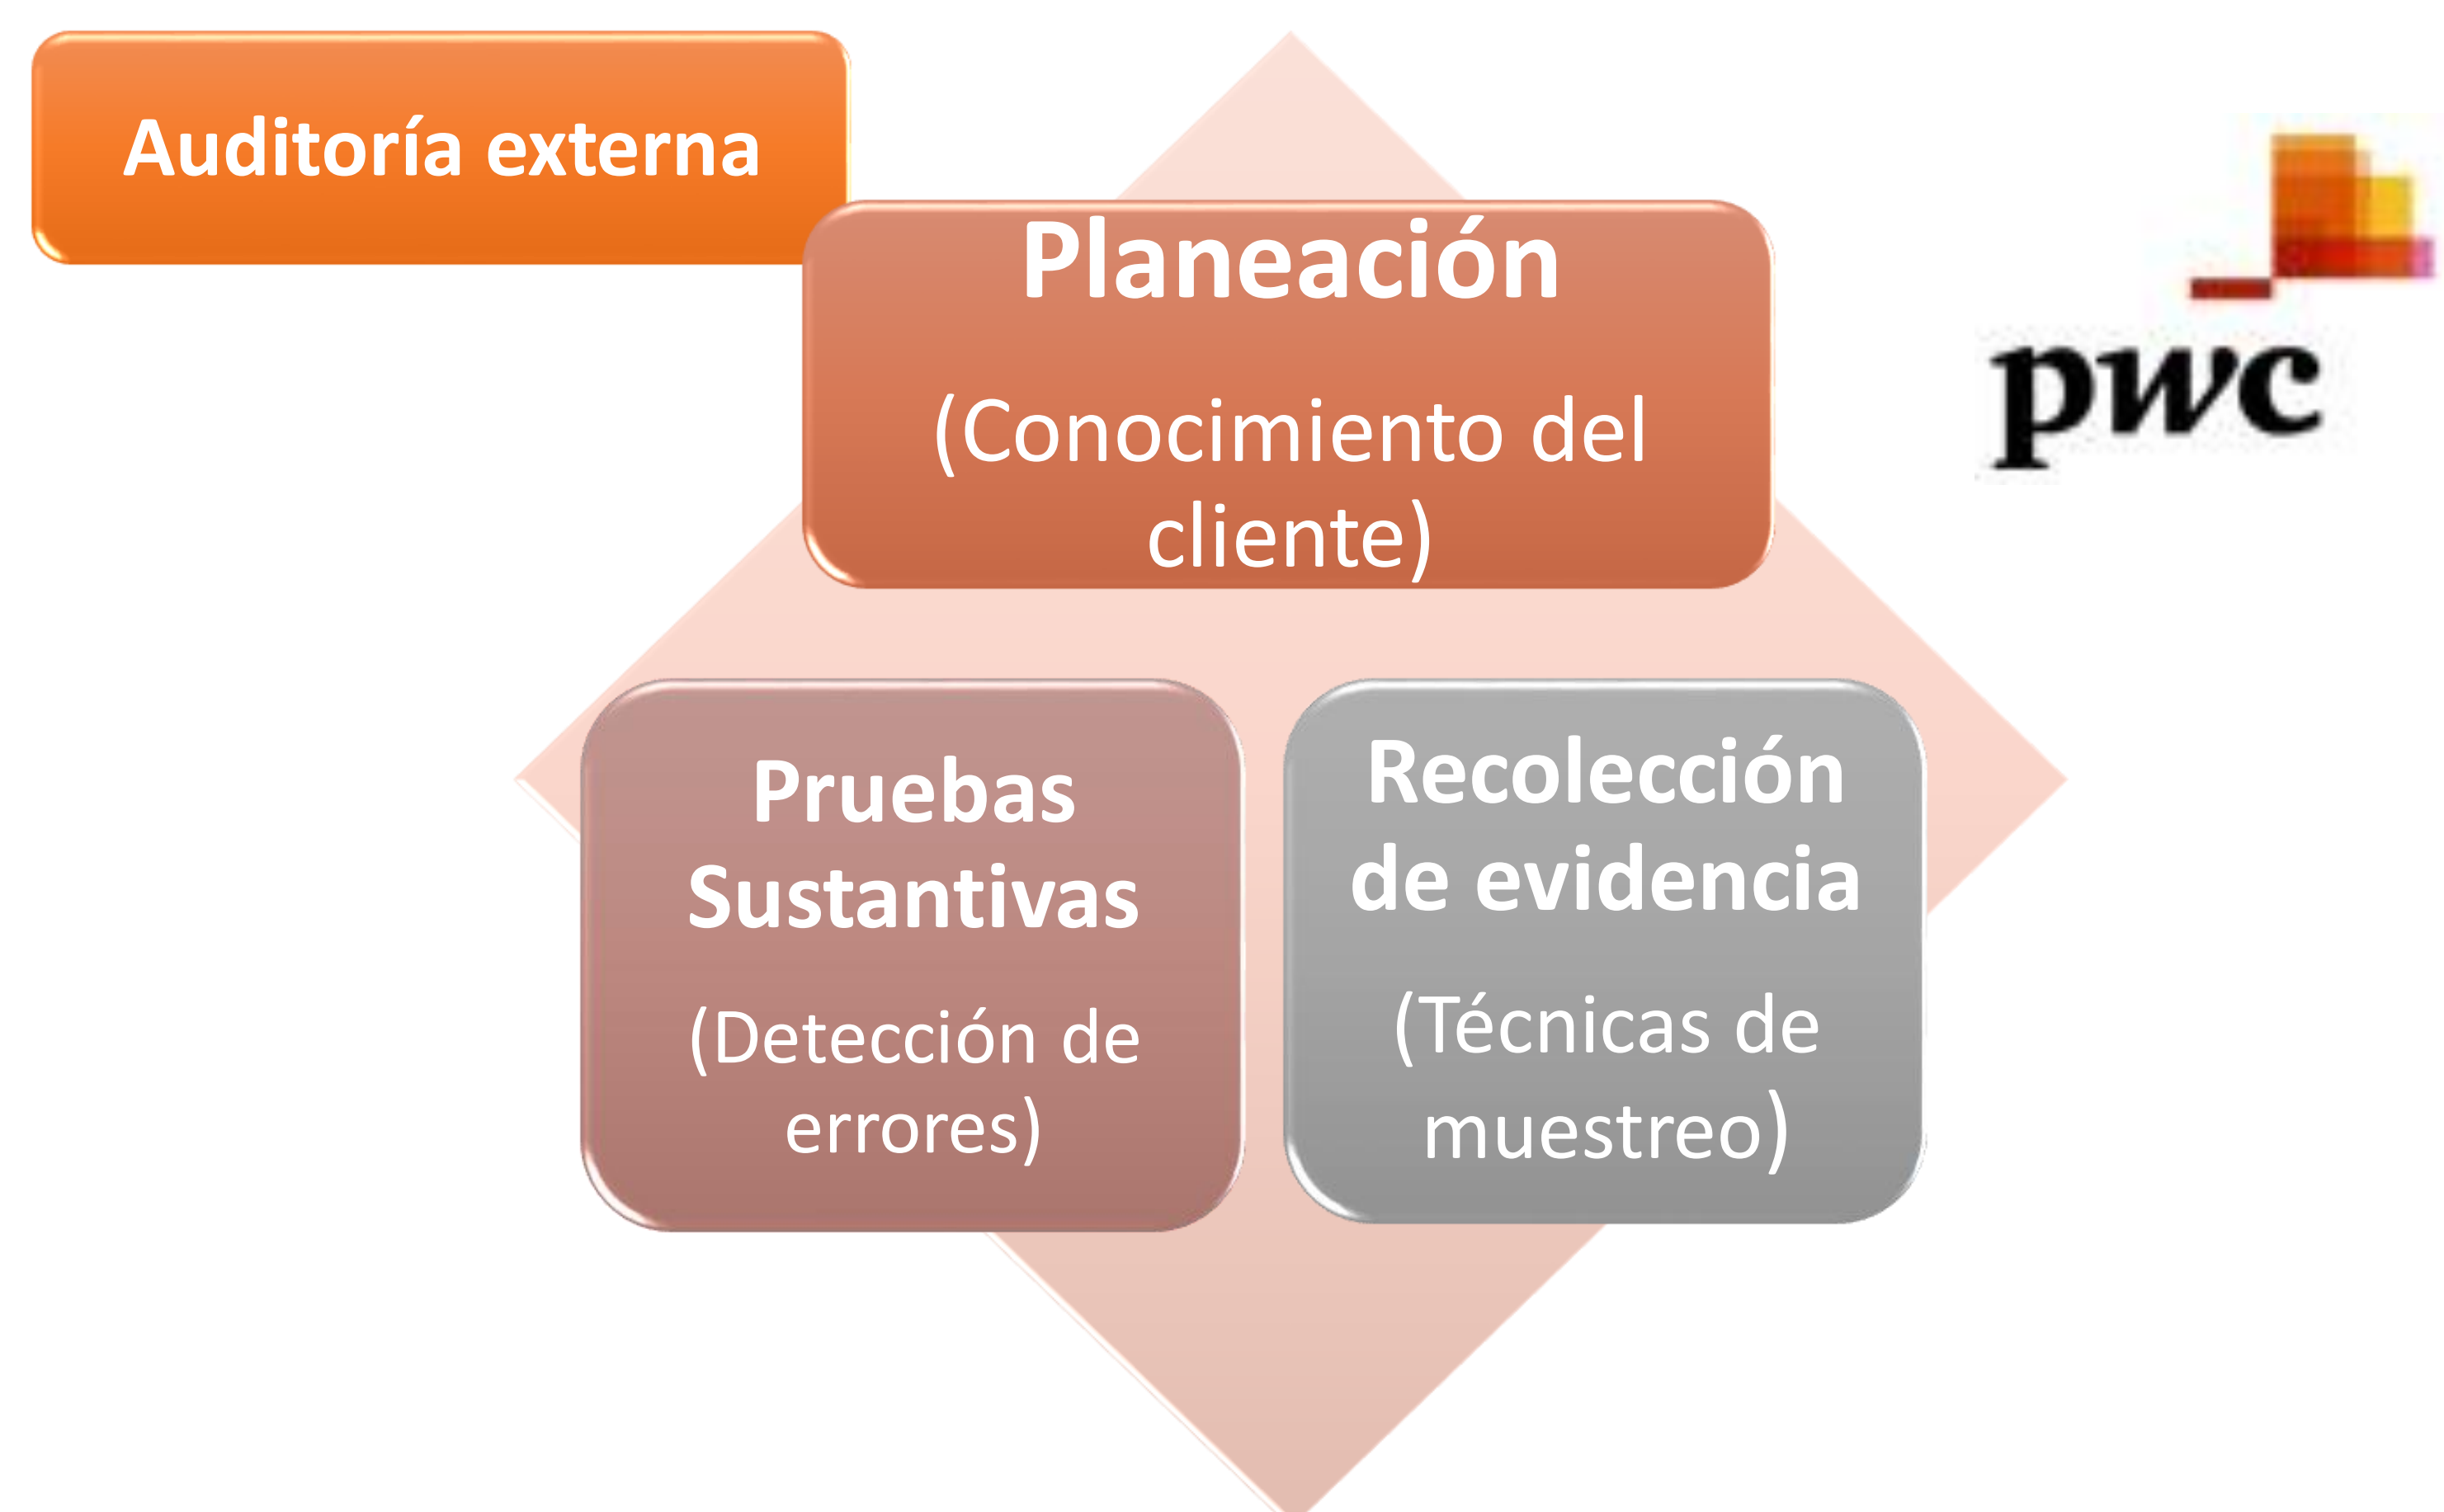 Auditoría externa
Planeación
(Conocimiento del
cliente)
pwc
Pruebas
Sustantivas
(Detección de
errores)
Recolección
de evidencia
(Técnicas de
muestreo)